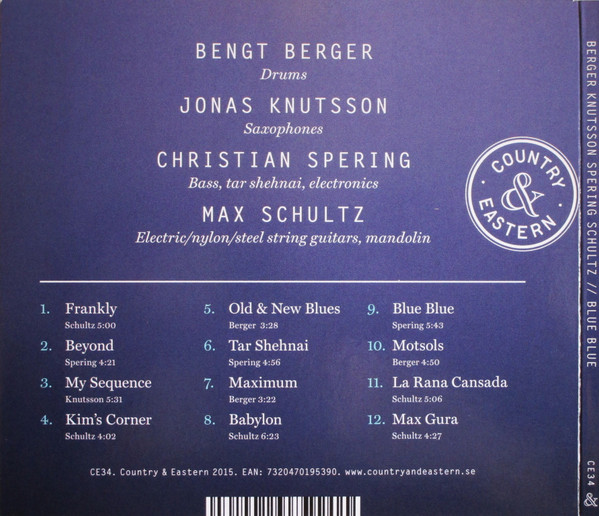 BENGT BERGER
Drums
JONAS KNUTSSON
Saxophones
CHRISTIAN SPERING
Bass, tar shehnai, electronics
MAX SCHULTZ
Electric/nylon/steel string guitars, mandolin
· COUNTRY ·
&
EASTERN
1. Frankly
Schultz 5:00
2. Beyond
Spering 4:21
3. My Sequence
Knutsson 5:31
4. Kim's Corner
Schultz 4:02
5. Old & New Blues
Berger 3:28
6. Tar Shehnai
Spering 4:56
7. Maximum
Berger 3:22
8. Babylon
Schultz 6:23
9. Blue Blue
Spering 5:43
10. Motsols
Berger 4:50
11. La Rana Cansada
Schultz 5:06
12. Max Gura
Schultz 4:27
CE34. Country & Eastern 2015. EAN: 7320470195390. www.countryandeastern.se
BERGER KNUTSSON SPERING SCHULTZ // BLUE BLUE
CE34 &